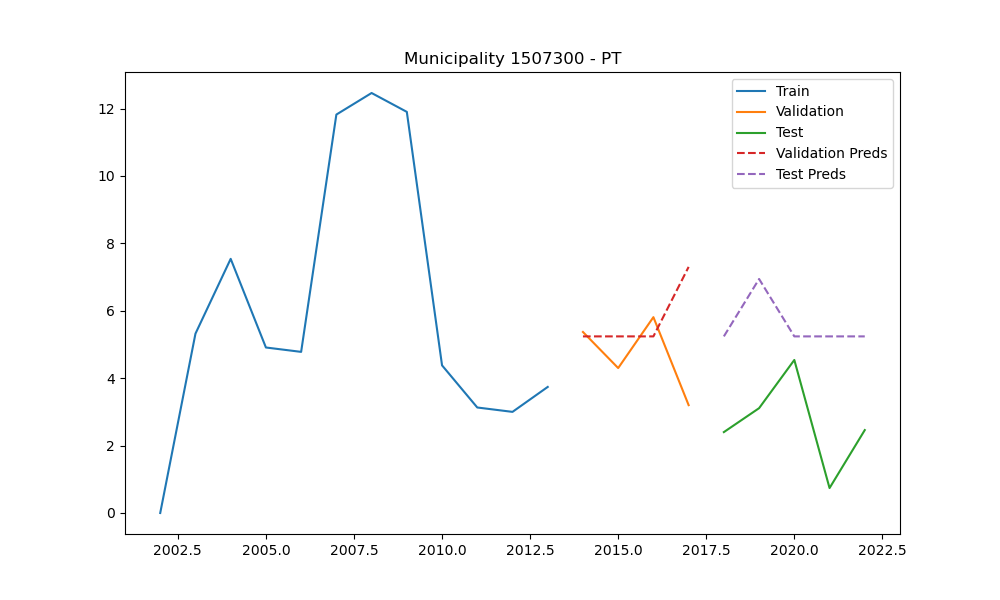 Municipality 1507300 - PT
Train
Validation
Test
Validation Preds
Test Preds
12
10
8
6
4
2
0
2002.5 2005.0 2007.5 2010.0 2012.5 2015.0 2017.5 2020.0 2022.5